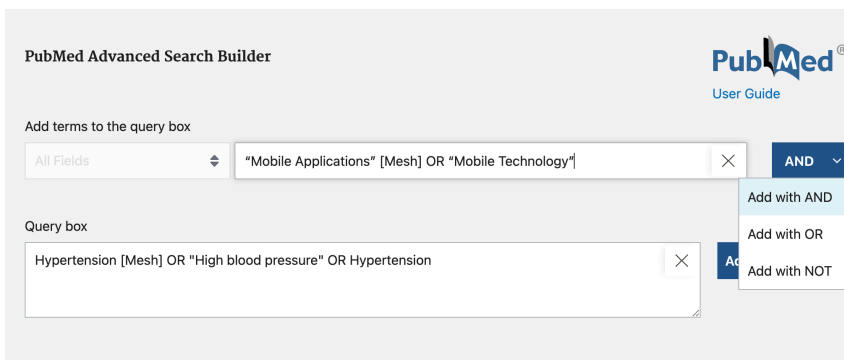 PubMed Advanced Search Builder
PubMed®
User Guide
Add terms to the query box
All Fields
“Mobile Applications” [Mesh] OR “Mobile Technology”
AND
Add with AND
Add with OR
Add with NOT
Query box
Hypertension [Mesh] OR "High blood pressure" OR Hypertension